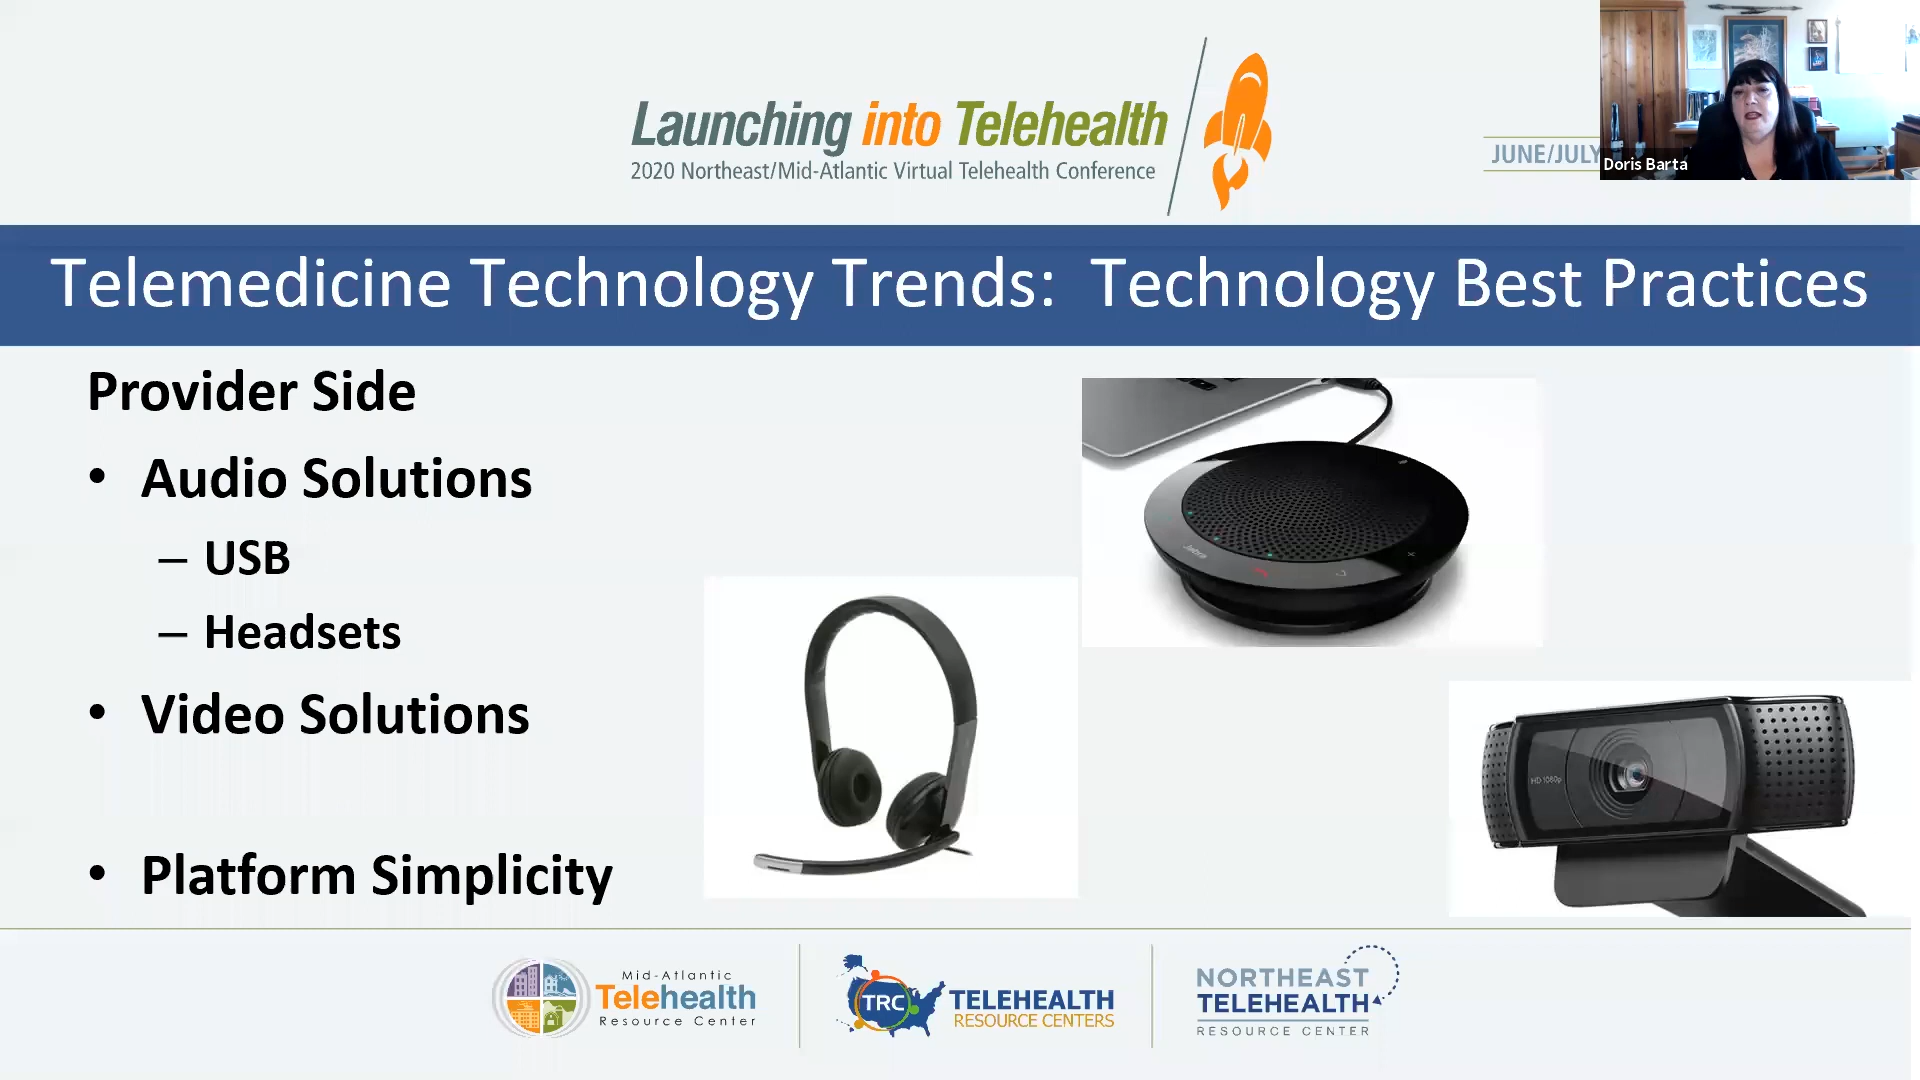 Launching into Telehealth
2020 Northeast/Mid-Atlantic Virtual Telehealth Conference
JUNE/JULY
Doris Barta
Telemedicine Technology Trends: Technology Best Practices
Provider Side
• Audio Solutions
– USB
– Headsets
• Video Solutions
• Platform Simplicity
Jabra
HD 1080p
Mid-Atlantic
Telehealth
Resource Center
TRC
TELEHEALTH
RESOURCE CENTERS
NORTHEAST
TELEHEALTH
RESOURCE CENTER